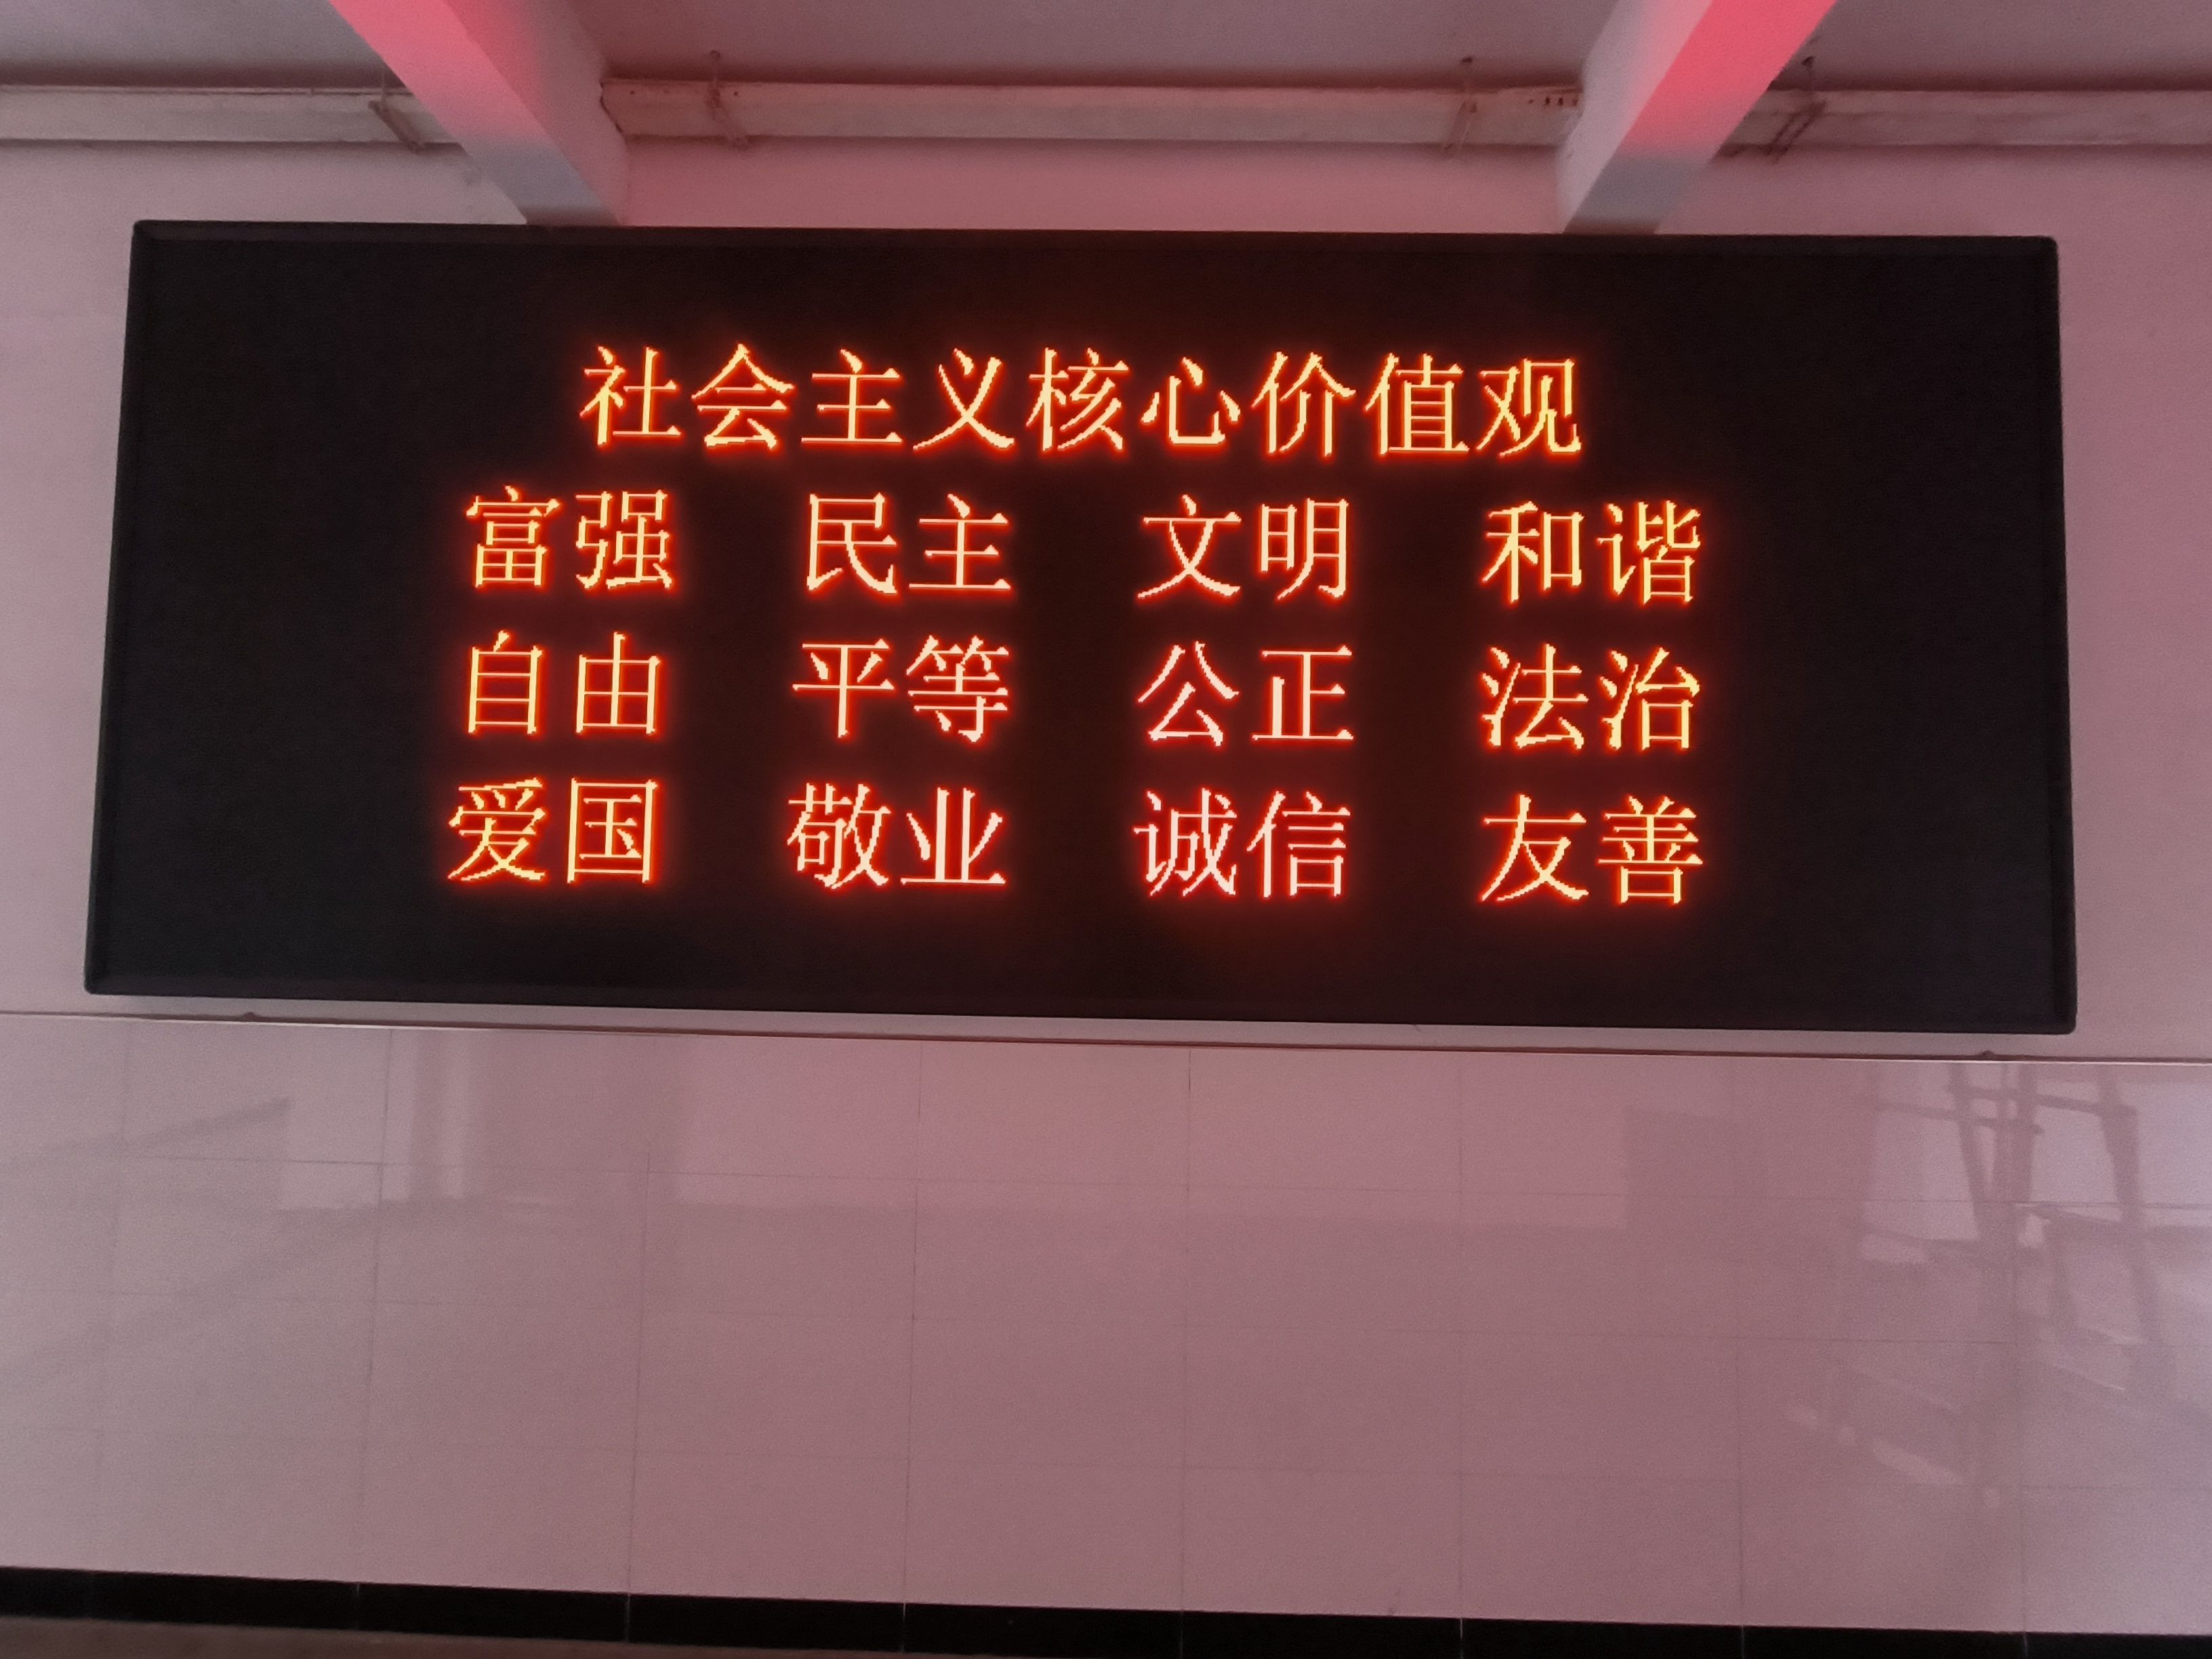 社会主义核心价值观
富强 民主 文明 和谐
自由 平等 公正 法治
爱国 敬业 诚信 友善